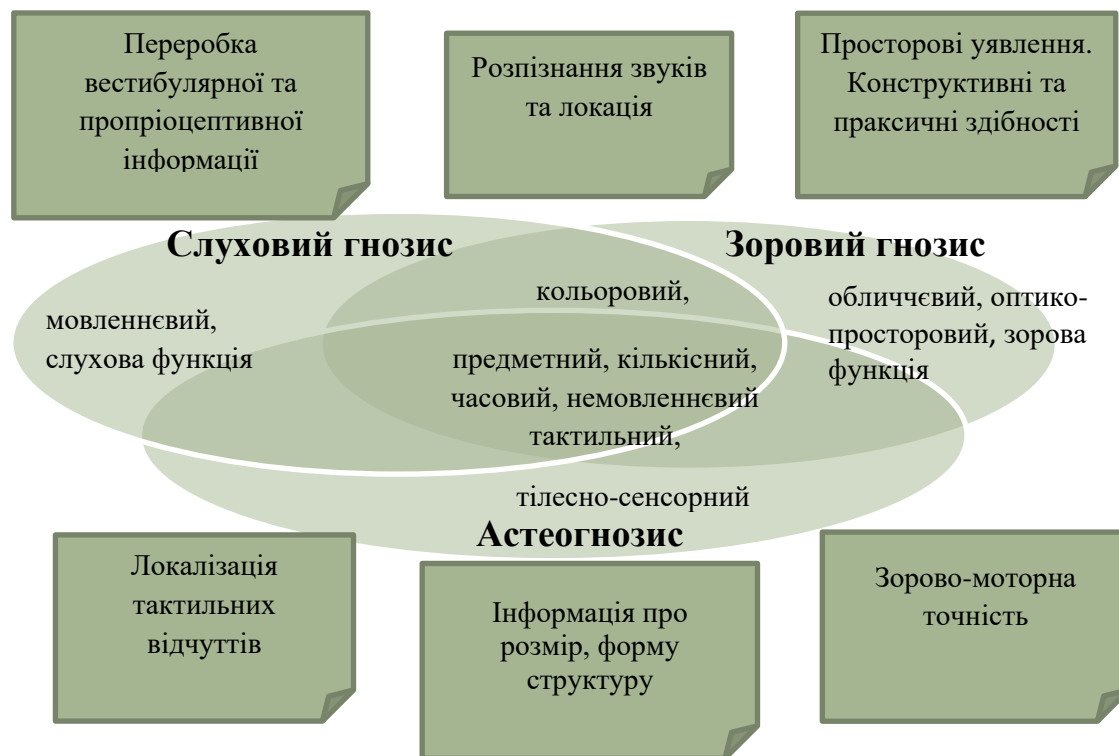 Переробка
вестибулярної та
пропріоцептивної
інформації
Розпізнання звуків
та локація
Просторові уявлення.
Конструктивні та
праксичні здібності
Слуховий гнозис
Зоровий гнозис
мовленнєвий,
слухова функція
кольоровий,
обличчєвий, оптико-
просторовий, зорова
функція
предметний, кількісний,
часовий, немовленнєвий
тактильний,
тілесно-сенсорний
Астеогнозис
Локалізація
тактильних
відчуттів
Інформація про
розмір, форму
структуру
Зорово-моторна
точність